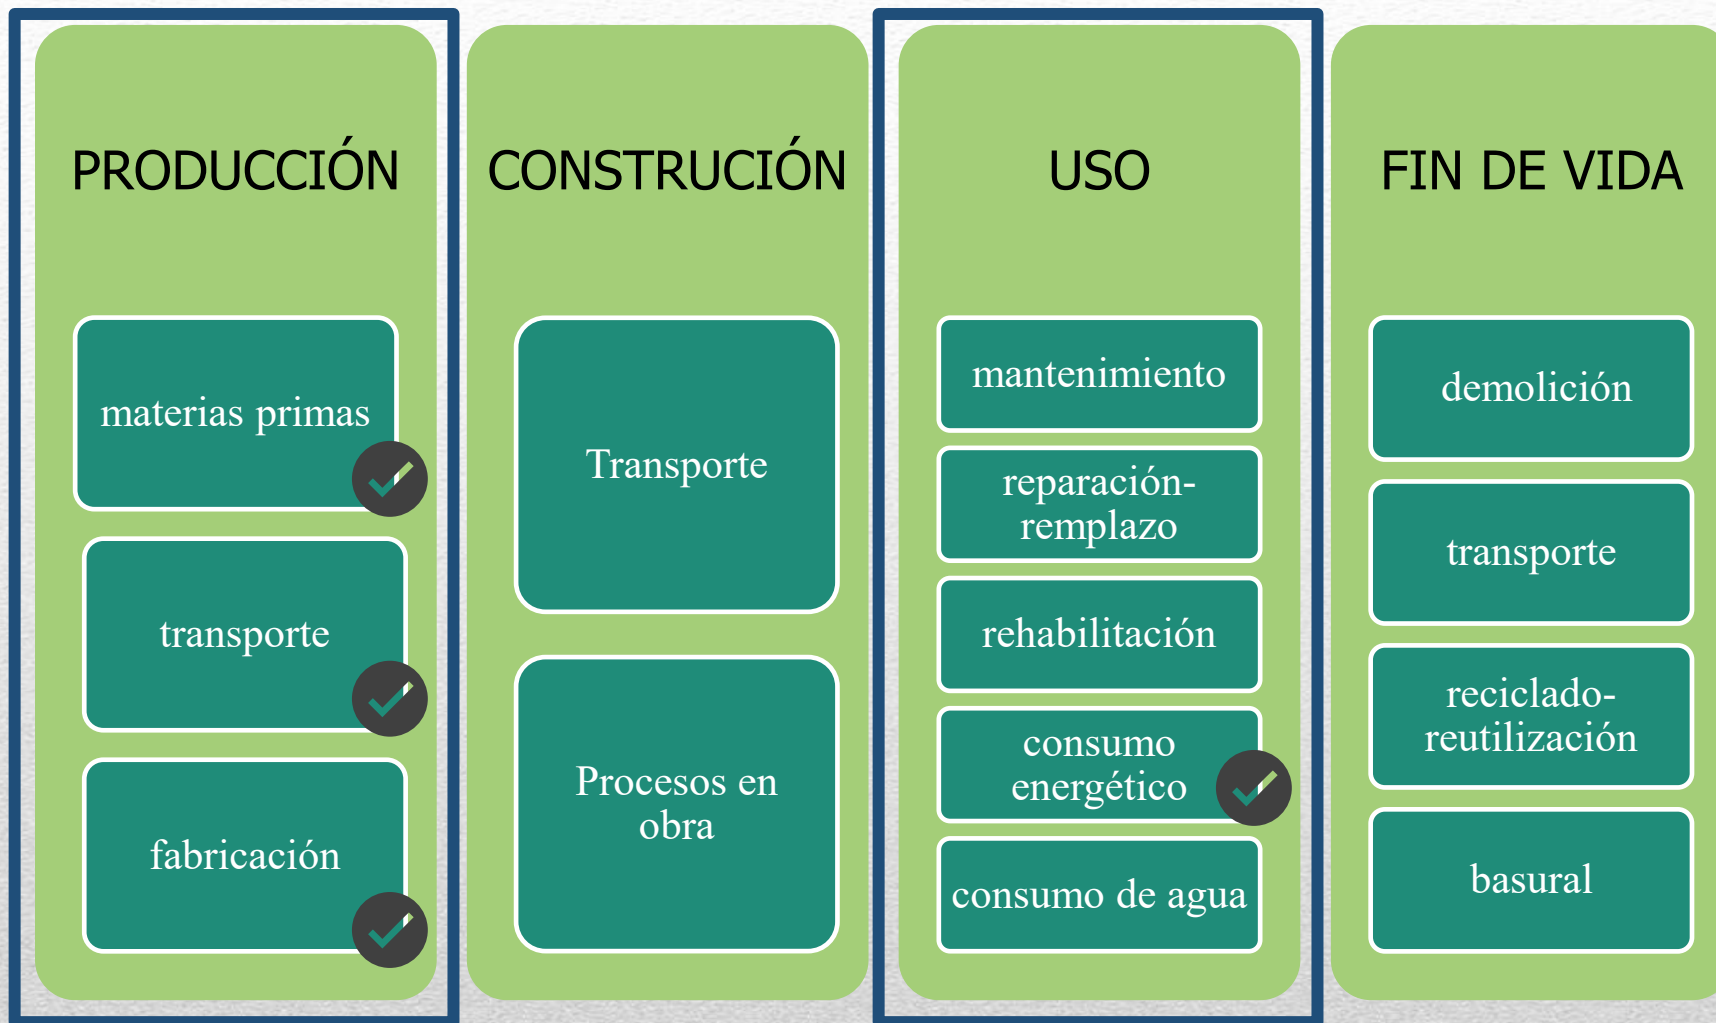 PRODUCCIÓN
materias primas
transporte
fabricación
CONSTRUCIÓN
Transporte
Procesos en
obra
USO
mantenimiento
reparación-
remplazo
rehabilitación
consumo
energético
consumo de agua
FIN DE VIDA
demolición
transporte
reciclado-
reutilización
basural